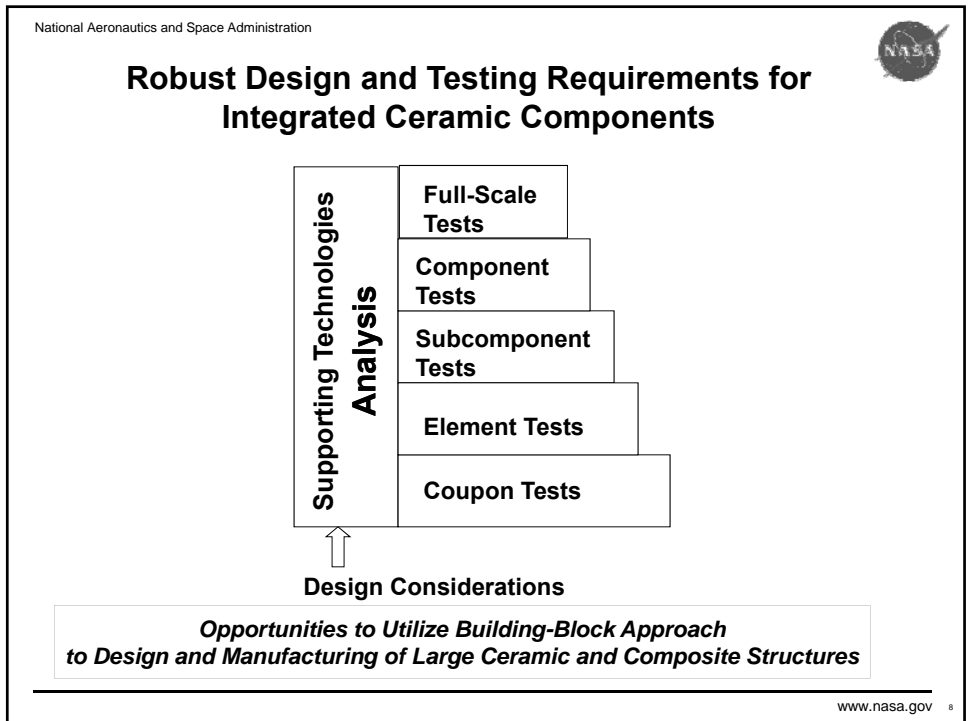 National Aeronautics and Space Administration
NASA
Robust Design and Testing Requirements for
Integrated Ceramic Components
Supporting Technologies
Analysis
Full-Scale
Tests
Component
Tests
Subcomponent
Tests
Element Tests
Coupon Tests
Design Considerations
Opportunities to Utilize Building-Block Approach
to Design and Manufacturing of Large Ceramic and Composite Structures
www.nasa.gov 8